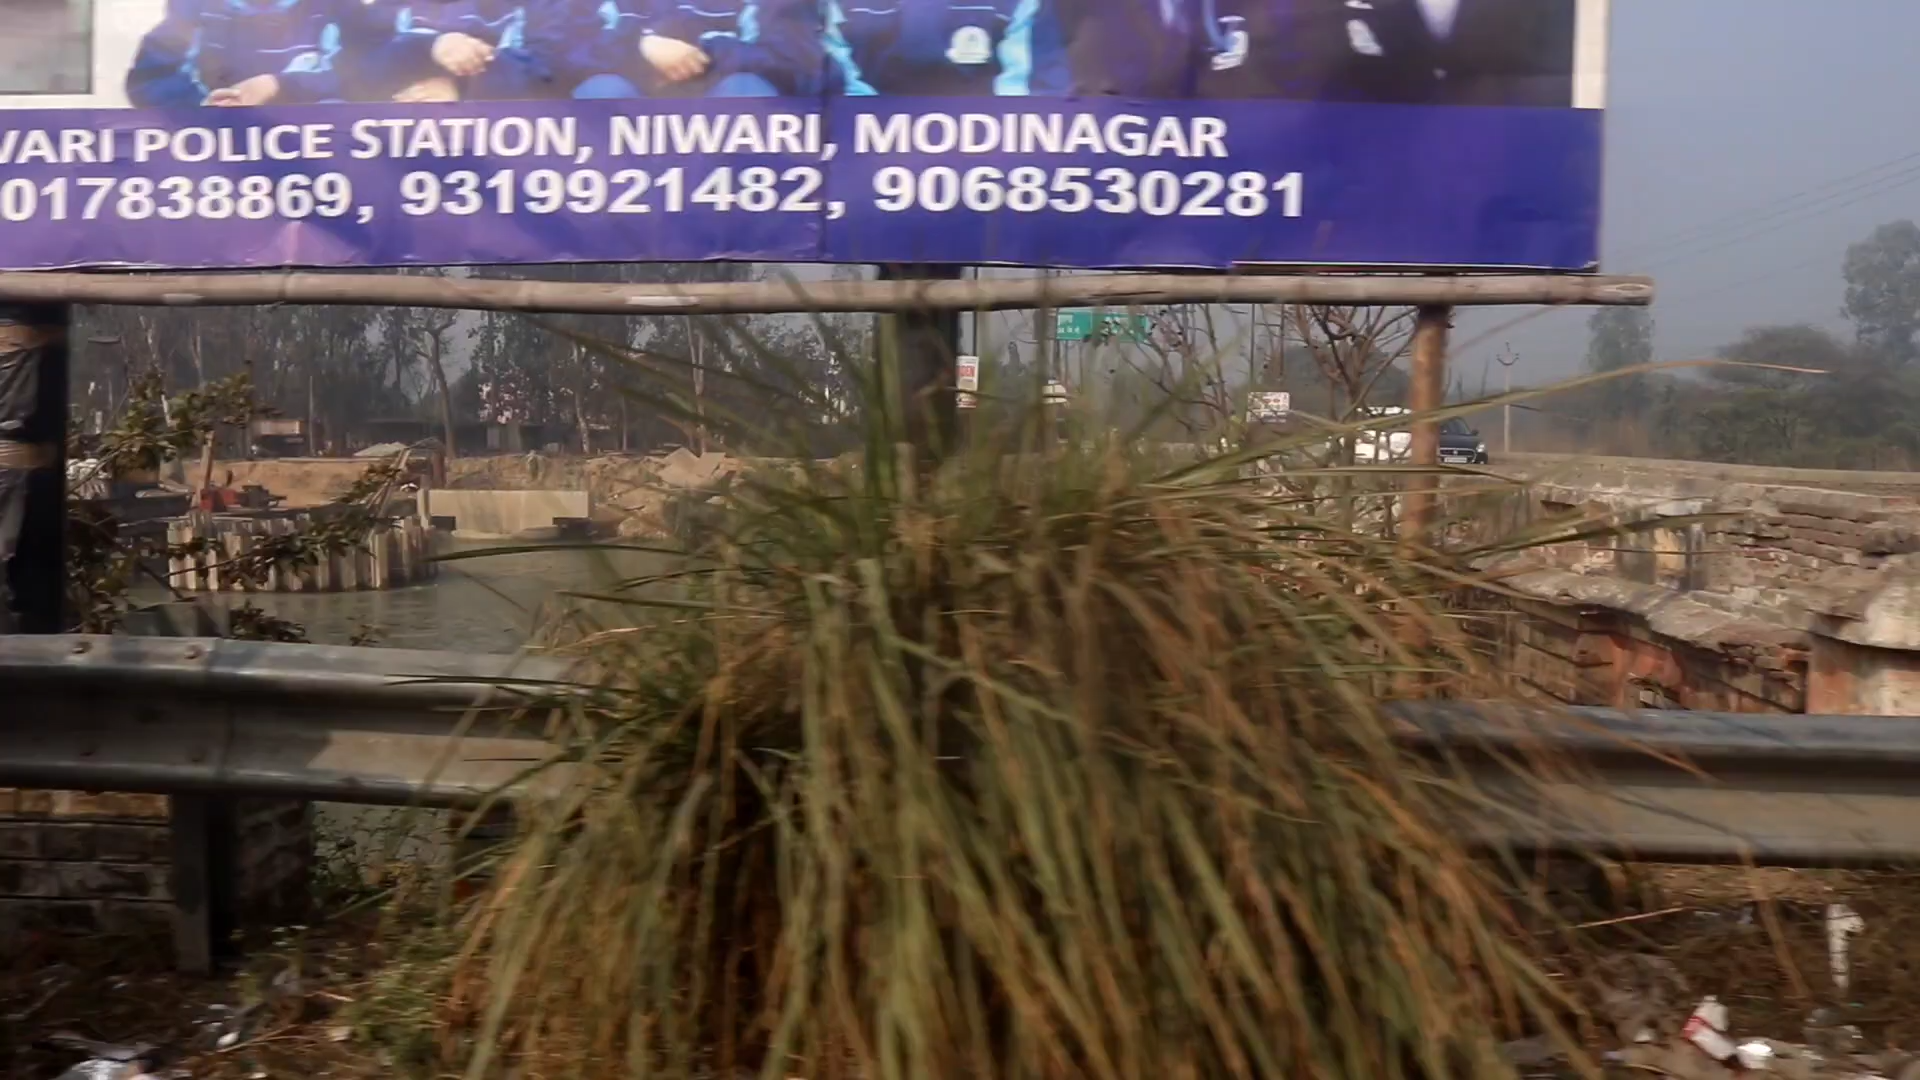 WARI POLICE STATION, NIWARI, MODINAGAR
017838869, 9319921482, 9068530281